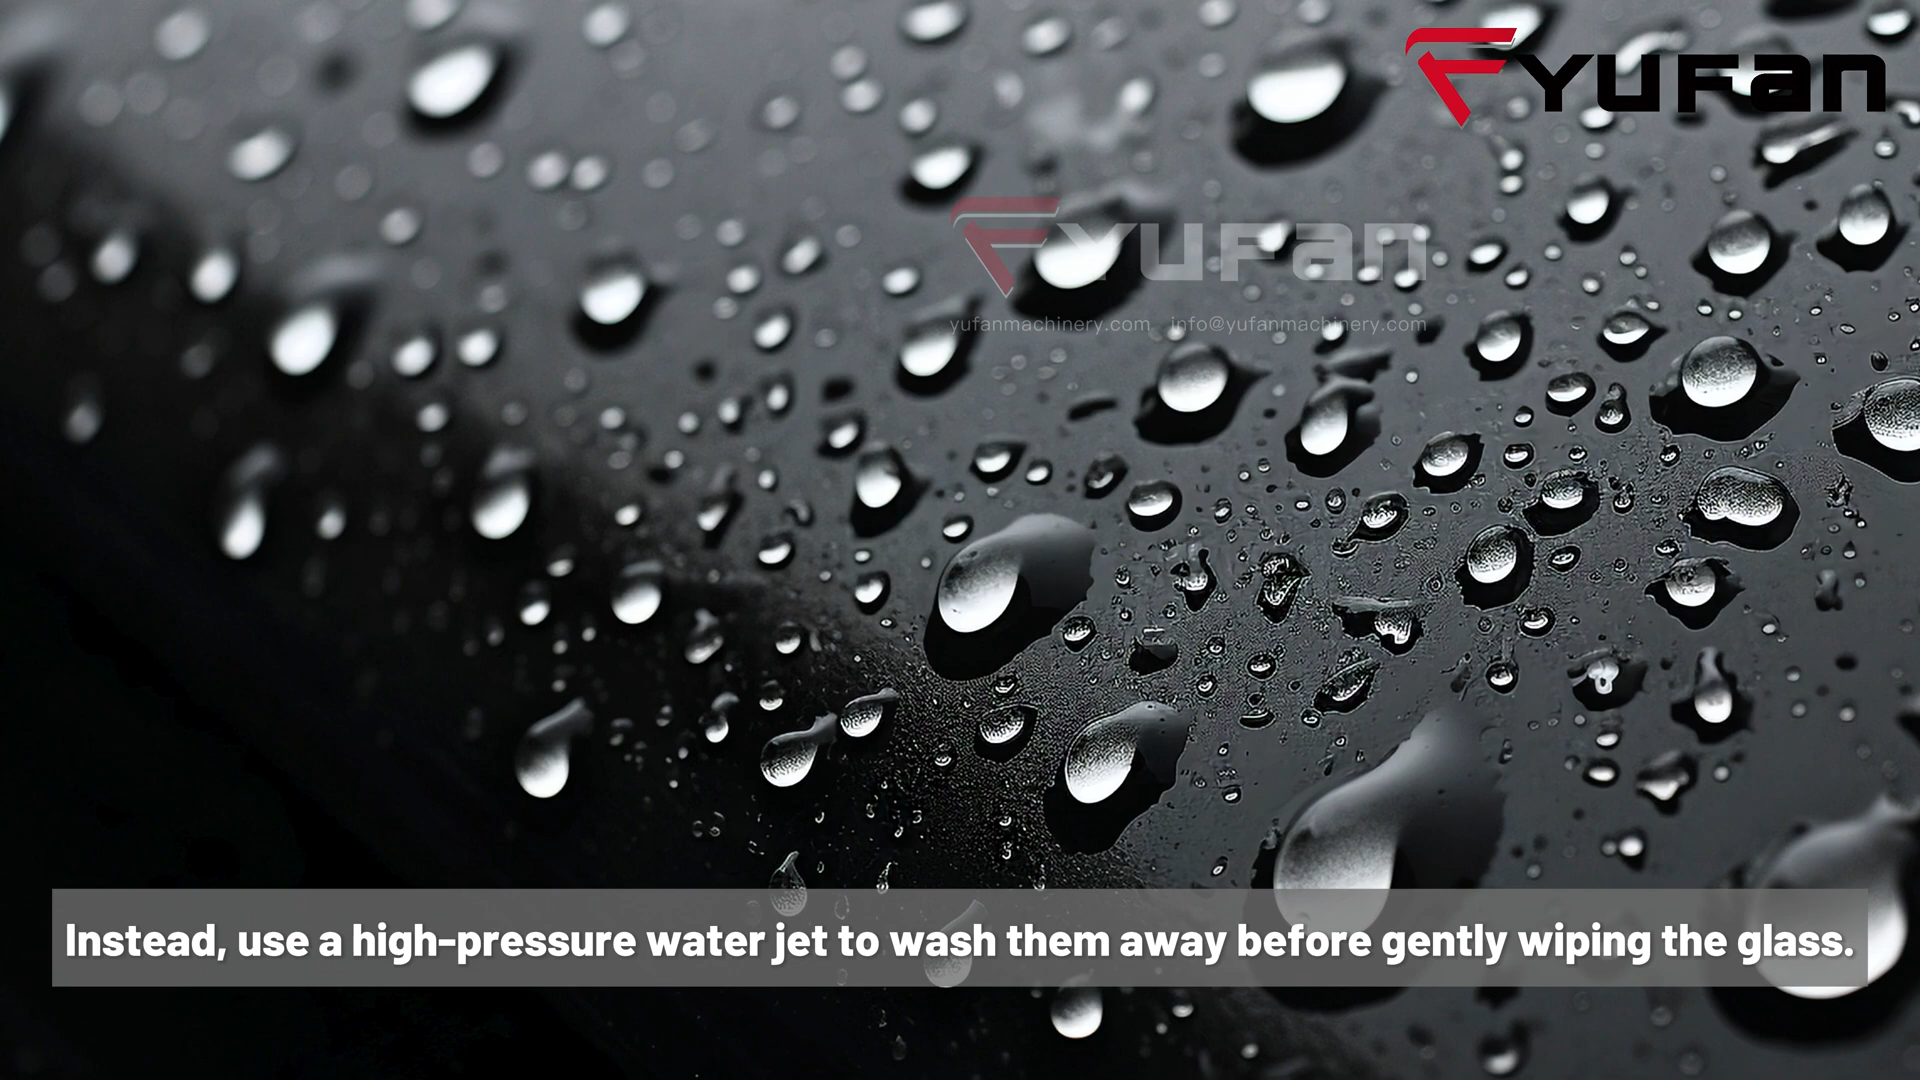 YUFan
YUFan
yufanmachinery.com info@yufanmachinery.com
Instead, use a high-pressure water jet to wash them away before gently wiping the glass.